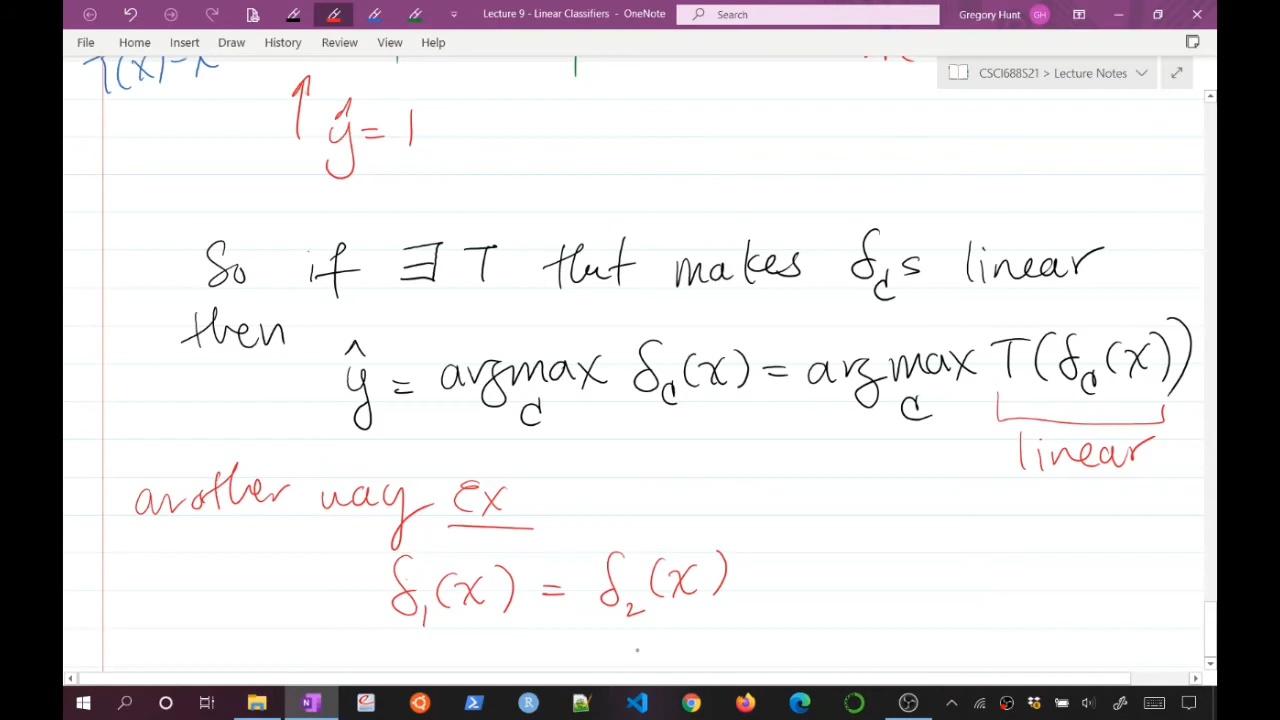 Lecture 9 - Linear Classifiers - OneNote
Search
Gregory Hunt GH
File Home Insert Draw History Review View Help
CSCI688S21 > Lecture Notes
ŷ = 1
So if ∃ T that makes δ_c s linear
then
ŷ = argmax_c δ_c(x) = argmax_c T(δ_c(x))
linear
another way Ex
δ_1(x) = δ_2(x)